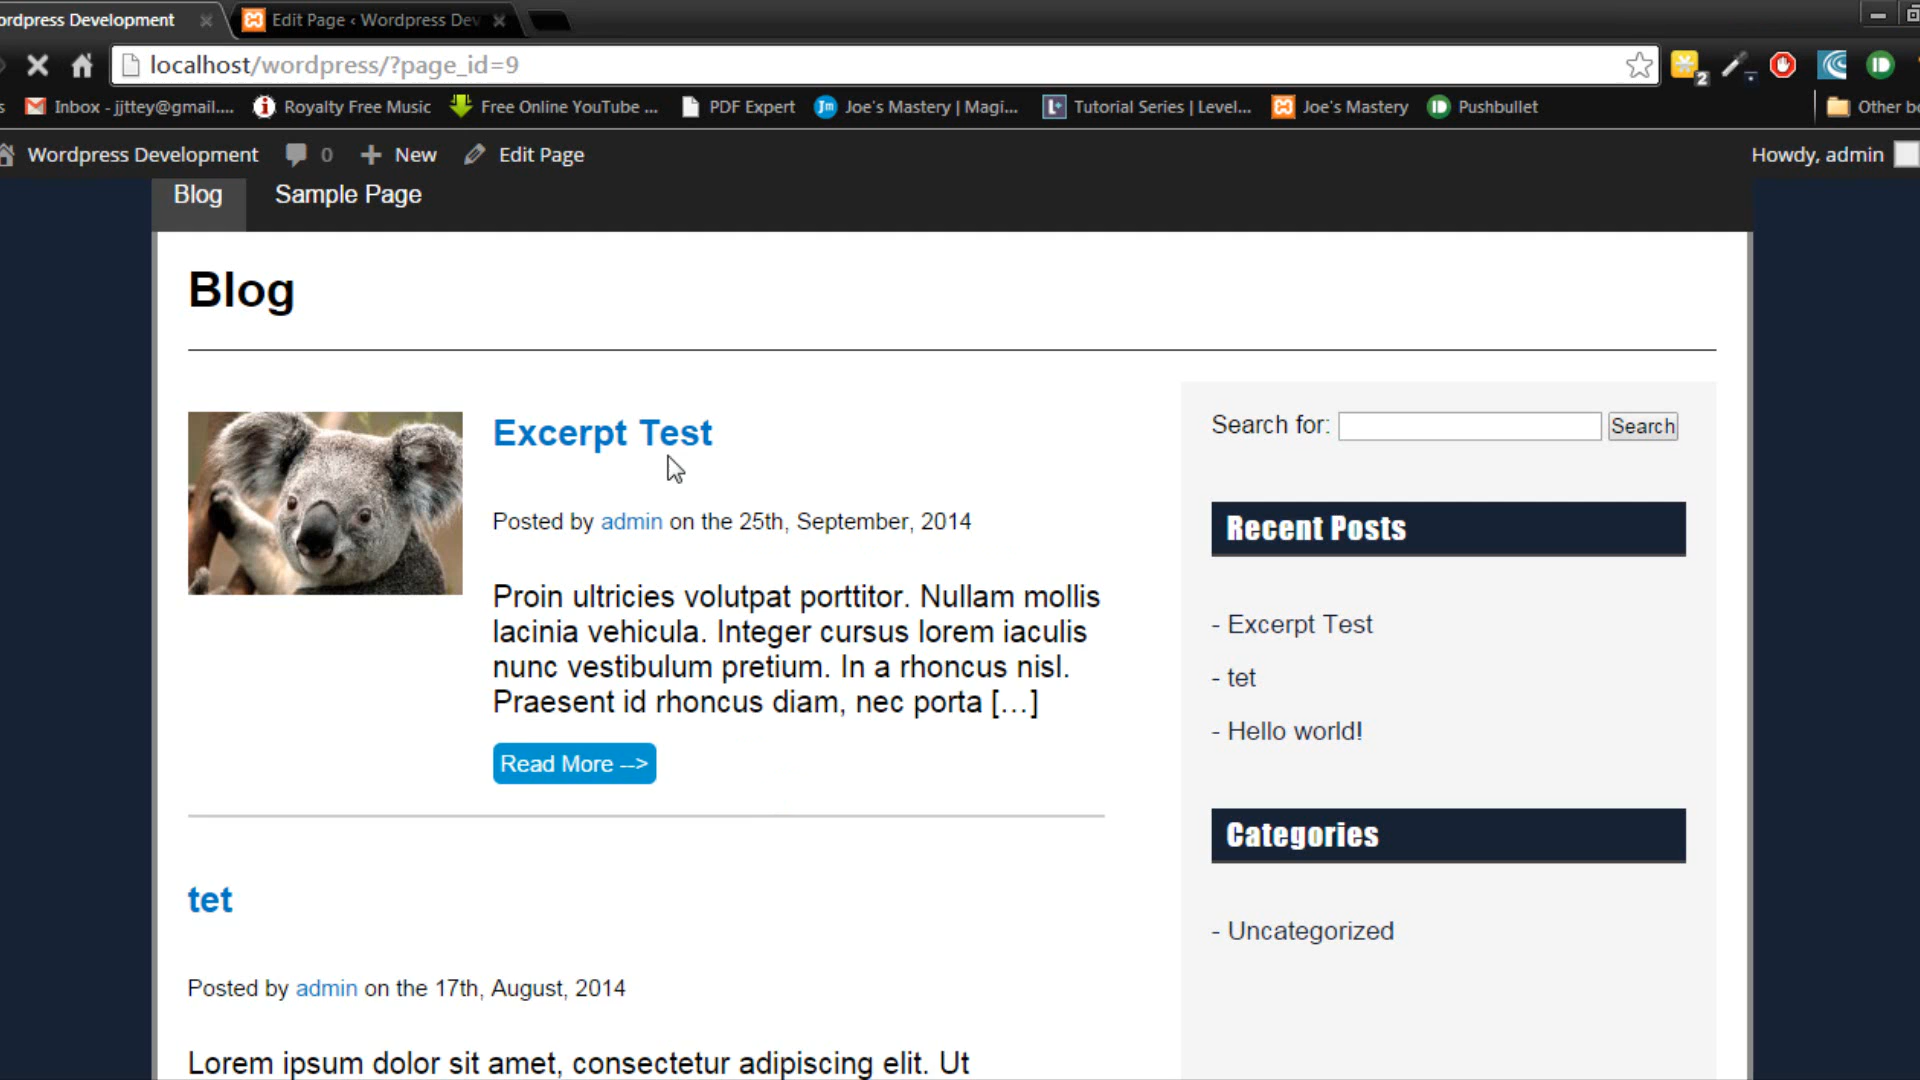 ordpress Development
Edit Page ‹ Wordpress Dev
localhost/wordpress/?page_id=9
2
s Inbox - jjttey@gmail.... Royalty Free Music Free Online YouTube ... PDF Expert Jm Joe's Mastery | Magi... L Tutorial Series | Level... Joe's Mastery Pushbullet Other bo
Wordpress Development 0 New Edit Page Howdy, admin
Blog Sample Page
Blog
Excerpt Test
Posted by admin on the 25th, September, 2014
Proin ultricies volutpat porttitor. Nullam mollis
lacinia vehicula. Integer cursus lorem iaculis
nunc vestibulum pretium. In a rhoncus nisl.
Praesent id rhoncus diam, nec porta […]
Read More -->
tet
Posted by admin on the 17th, August, 2014
Lorem ipsum dolor sit amet, consectetur adipiscing elit. Ut
Search for: Search
Recent Posts
- Excerpt Test
- tet
- Hello world!
Categories
- Uncategorized